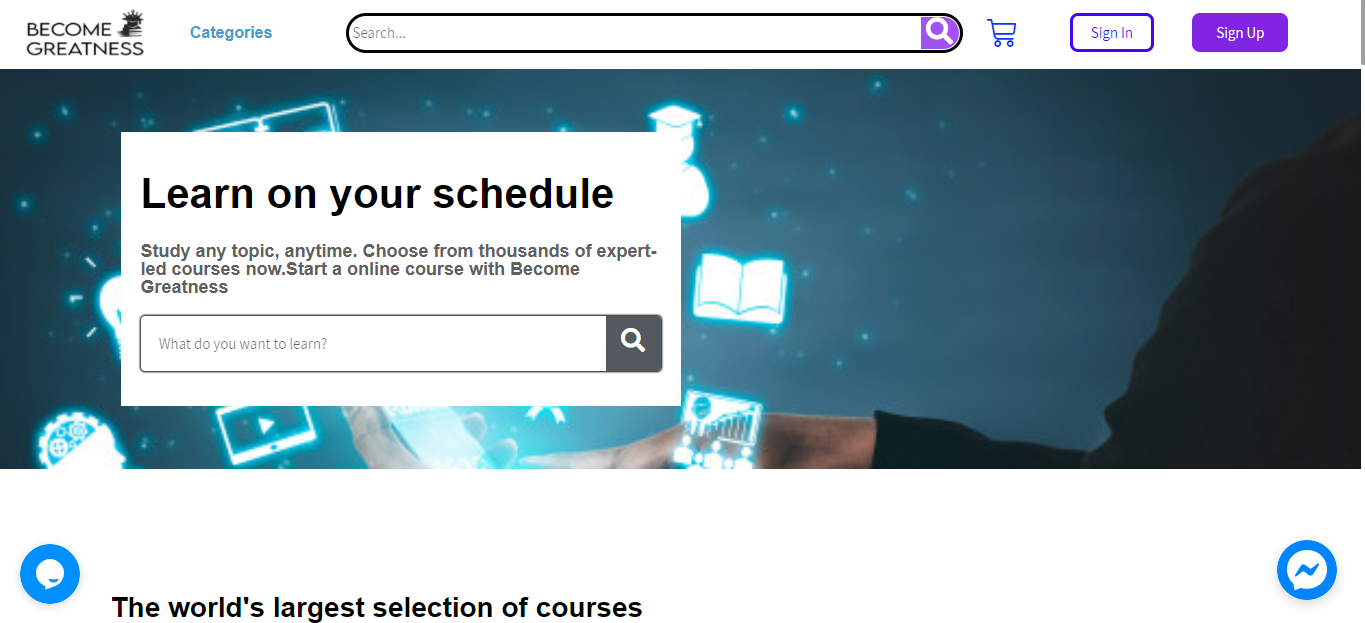 BECOME
GREATNESS
Categories
Search...
Sign In
Sign Up
Learn on your schedule
Study any topic, anytime. Choose from thousands of expert-
led courses now.Start a online course with Become
Greatness
What do you want to learn?
The world's largest selection of courses